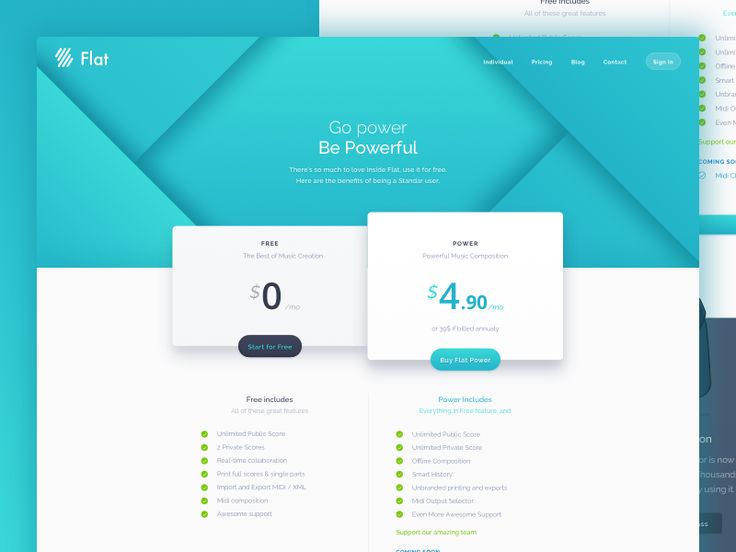 Free includes
All of these great features
Flat
Individual
Pricing
Blog
Contact
Sign in
Go power
Be Powerful
There's so much to love inside Flat, use it for free.
Here are the benefits of being a Standar user.
FREE
The Best of Music Creation
$0 /mo
Start for Free
POWER
Powerful Music Composition
$4.90/mo
or 39$ if billed annualy
Buy Flat Power
Free includes
All of these great features
Unlimited Public Score
2 Private Scores
Real-time collaboration
Print full scores & single parts
Import and Export MIDI / XML
Midi composition
Awesome support
Power Includes
Everything in Free feature, and
Unlimited Public Score
Unlimited Private Score
Offline Composition
Smart History
Unbranded printing and exports
Midi Output Selector
Even More Awesome Support
Support our amazing team
COMING SOON
Ever
Unlimi
Unlimi
Offline
Smart
Unbran
Midi O
Even M
Support our
COMING SOO
Midi Cl
on
or is now
housand
y using it.
ass